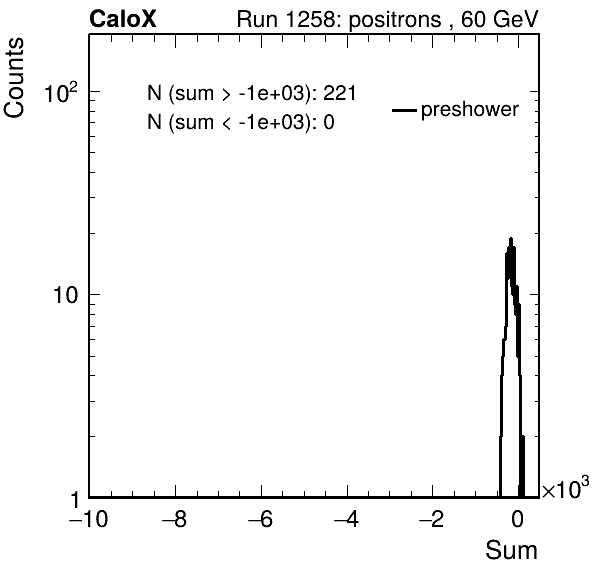 CaloX Run 1258: positrons , 60 GeV
Counts
N (sum > -1e+03): 221
N (sum < -1e+03): 0
preshower
10²
10
1
−10 −8 −6 −4 −2 0
×10³
Sum